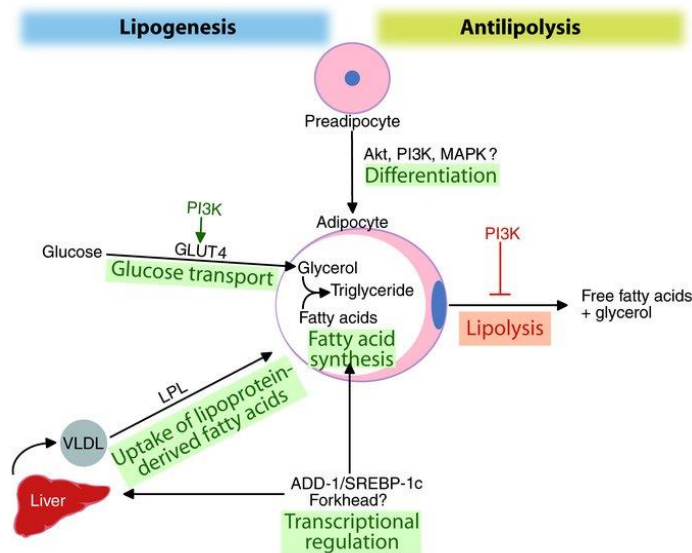 Lipogenesis
Antilipolysis
Preadipocyte
Akt, PI3K, MAPK?
Differentiation
Adipocyte
PI3K
GLUT4
Glucose
Glucose transport
Glycerol
Triglyceride
Fatty acids
Fatty acid
synthesis
PI3K
Lipolysis
Free fatty acids
+ glycerol
LPL
Uptake of lipoprotein-
derived fatty acids
VLDL
Liver
ADD-1/SREBP-1c
Forkhead?
Transcriptional
regulation